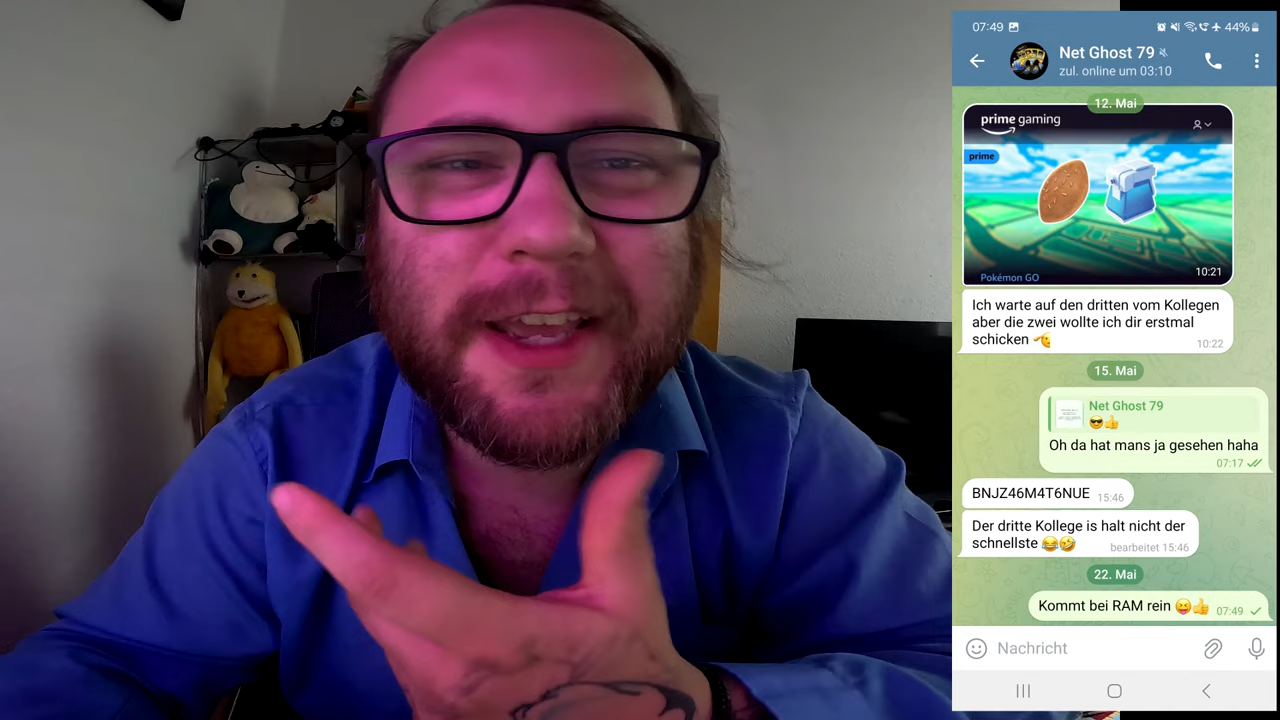 07:49
44%
Net Ghost 79
zul. online um 03:10
12. Mai
prime gaming
prime
Pokémon GO
10:21
Ich warte auf den dritten vom Kollegen
aber die zwei wollte ich dir erstmal
schicken 🫡
10:22
15. Mai
Net Ghost 79
😎👍
Oh da hat mans ja gesehen haha
07:17
BNJZ46M4T6NUE 15:46
Der dritte Kollege is halt nicht der
schnellste 😂🤣
bearbeitet 15:46
22. Mai
Kommt bei RAM rein 😝👍 07:49
Nachricht